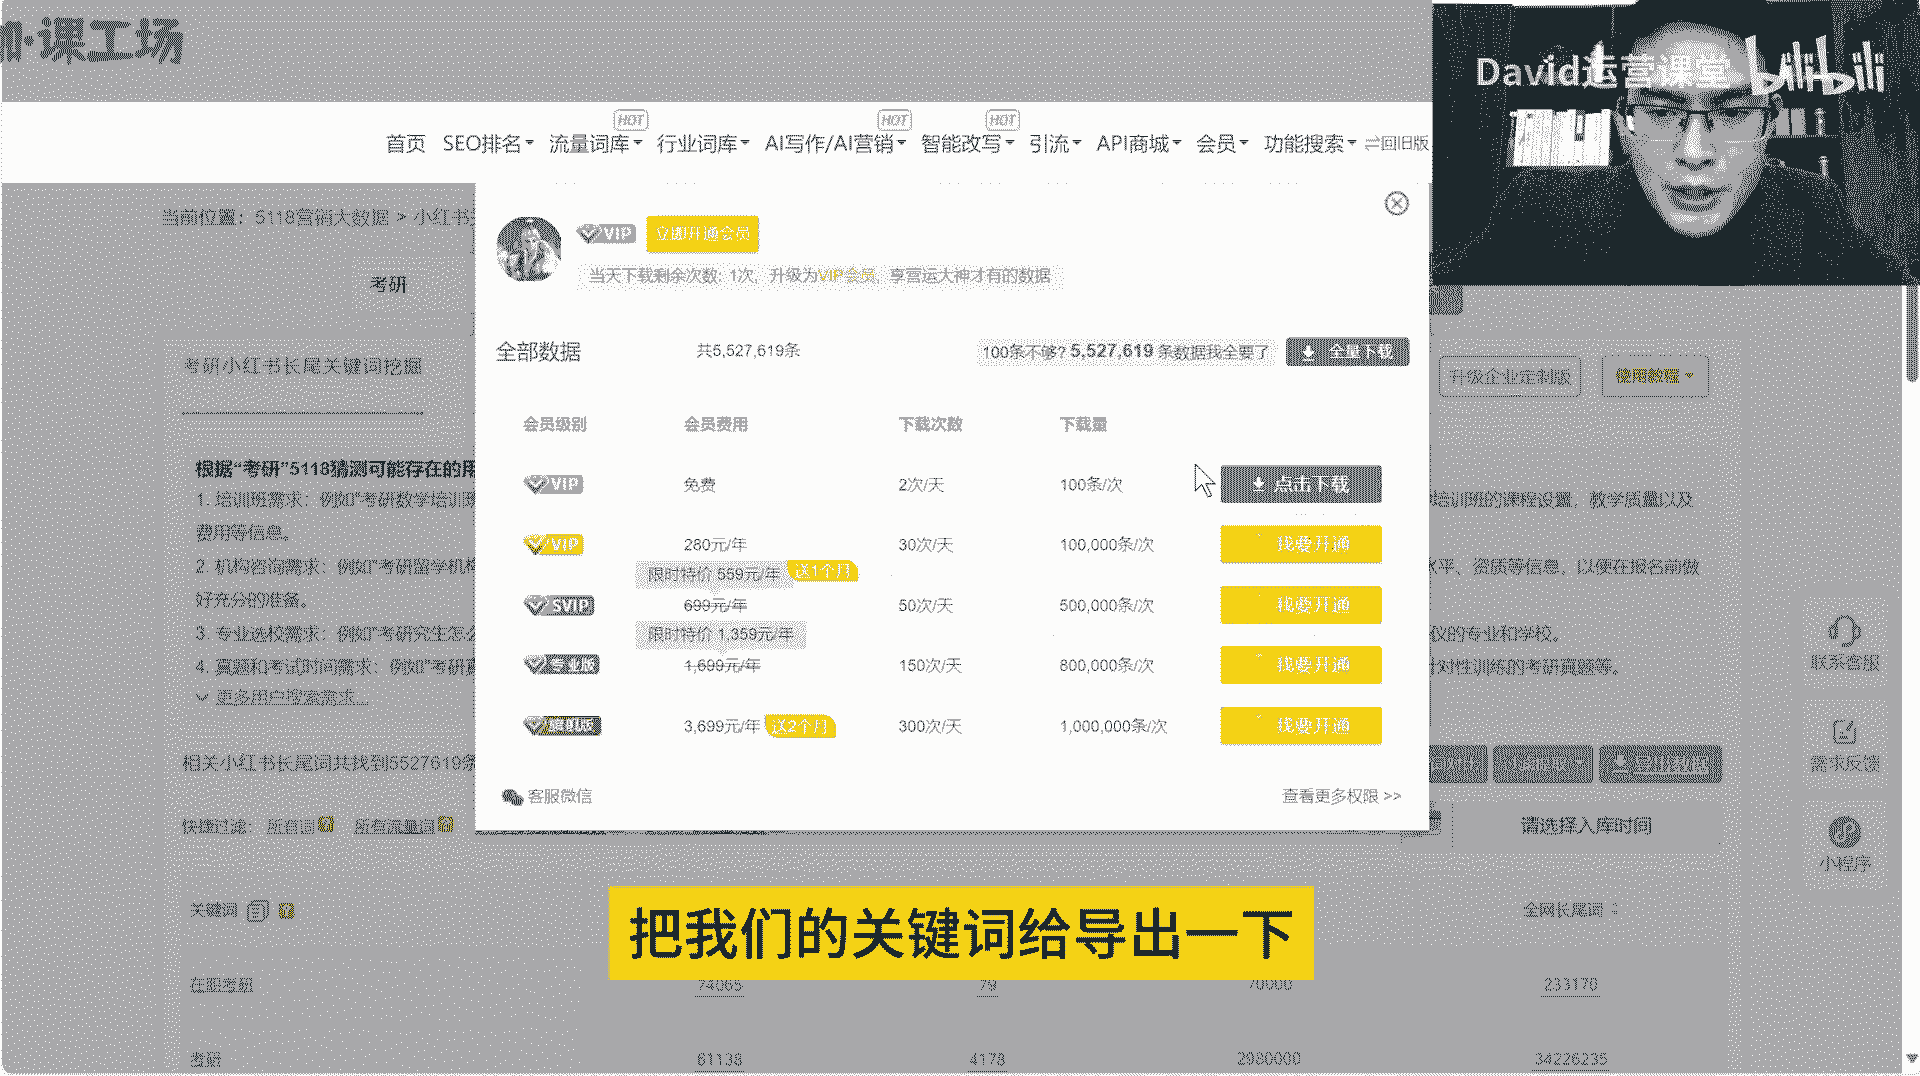 课工场
David运营课堂 bilibili
HOT HOT HOT
首页 SEO排名 流量词库 行业词库 AI写作/AI营销 智能改写 引流 API商城 会员 功能搜索 回旧版
当前位置：5118营销大数据 > 小红书
VIP 立即开通会员
当天下载剩余次数: 1次，升级为VIP会员，享营运大神才有的数据
考研
全部数据 共5,527,619条 100条不够? 5,527,619 条数据我全要了 全量下载
考研小红书长尾关键词挖掘
升级企业定制版 使用教程
会员级别 会员费用 下载次数 下载量
根据“考研”5118猜测可能存在的用
VIP 免费 2次/天 100条/次 点击下载
1. 培训班需求：例如“考研数学培训班
培训班的课程设置，教学质量以及
费用等信息。
VIP 280元/年 30次/天 100,000条/次 我要开通
2. 机构咨询需求：例如“考研留学机构
水平、资质等信息，以便在报名前做
限时特价 559元/年 送1个月
好充分的准备。
SVIP 699元/年 50次/天 500,000条/次 我要开通
3. 专业选校需求：例如“考研究生怎么
仪的专业和学校。
限时特价 1,359元/年
4. 真题和考试时间需求：例如“考研真
针对性训练的考研真题等。
专业版 1,699元/年 150次/天 800,000条/次 我要开通
更多用户搜索需求...
3,699元/年 送2个月 300次/天 1,000,000条/次 我要开通
联系客服
需求反馈
小程序
相关小红书长尾词共找到5527619条
导出数据
客服微信 查看更多权限 >>
快捷过滤: 所有词 所有流量词
请选择入库时间
关键词 全网长尾词
把我们的关键词给导出一下
在职考研 74065 79 70000 233170
考研 61138 4178 2980000 34226235